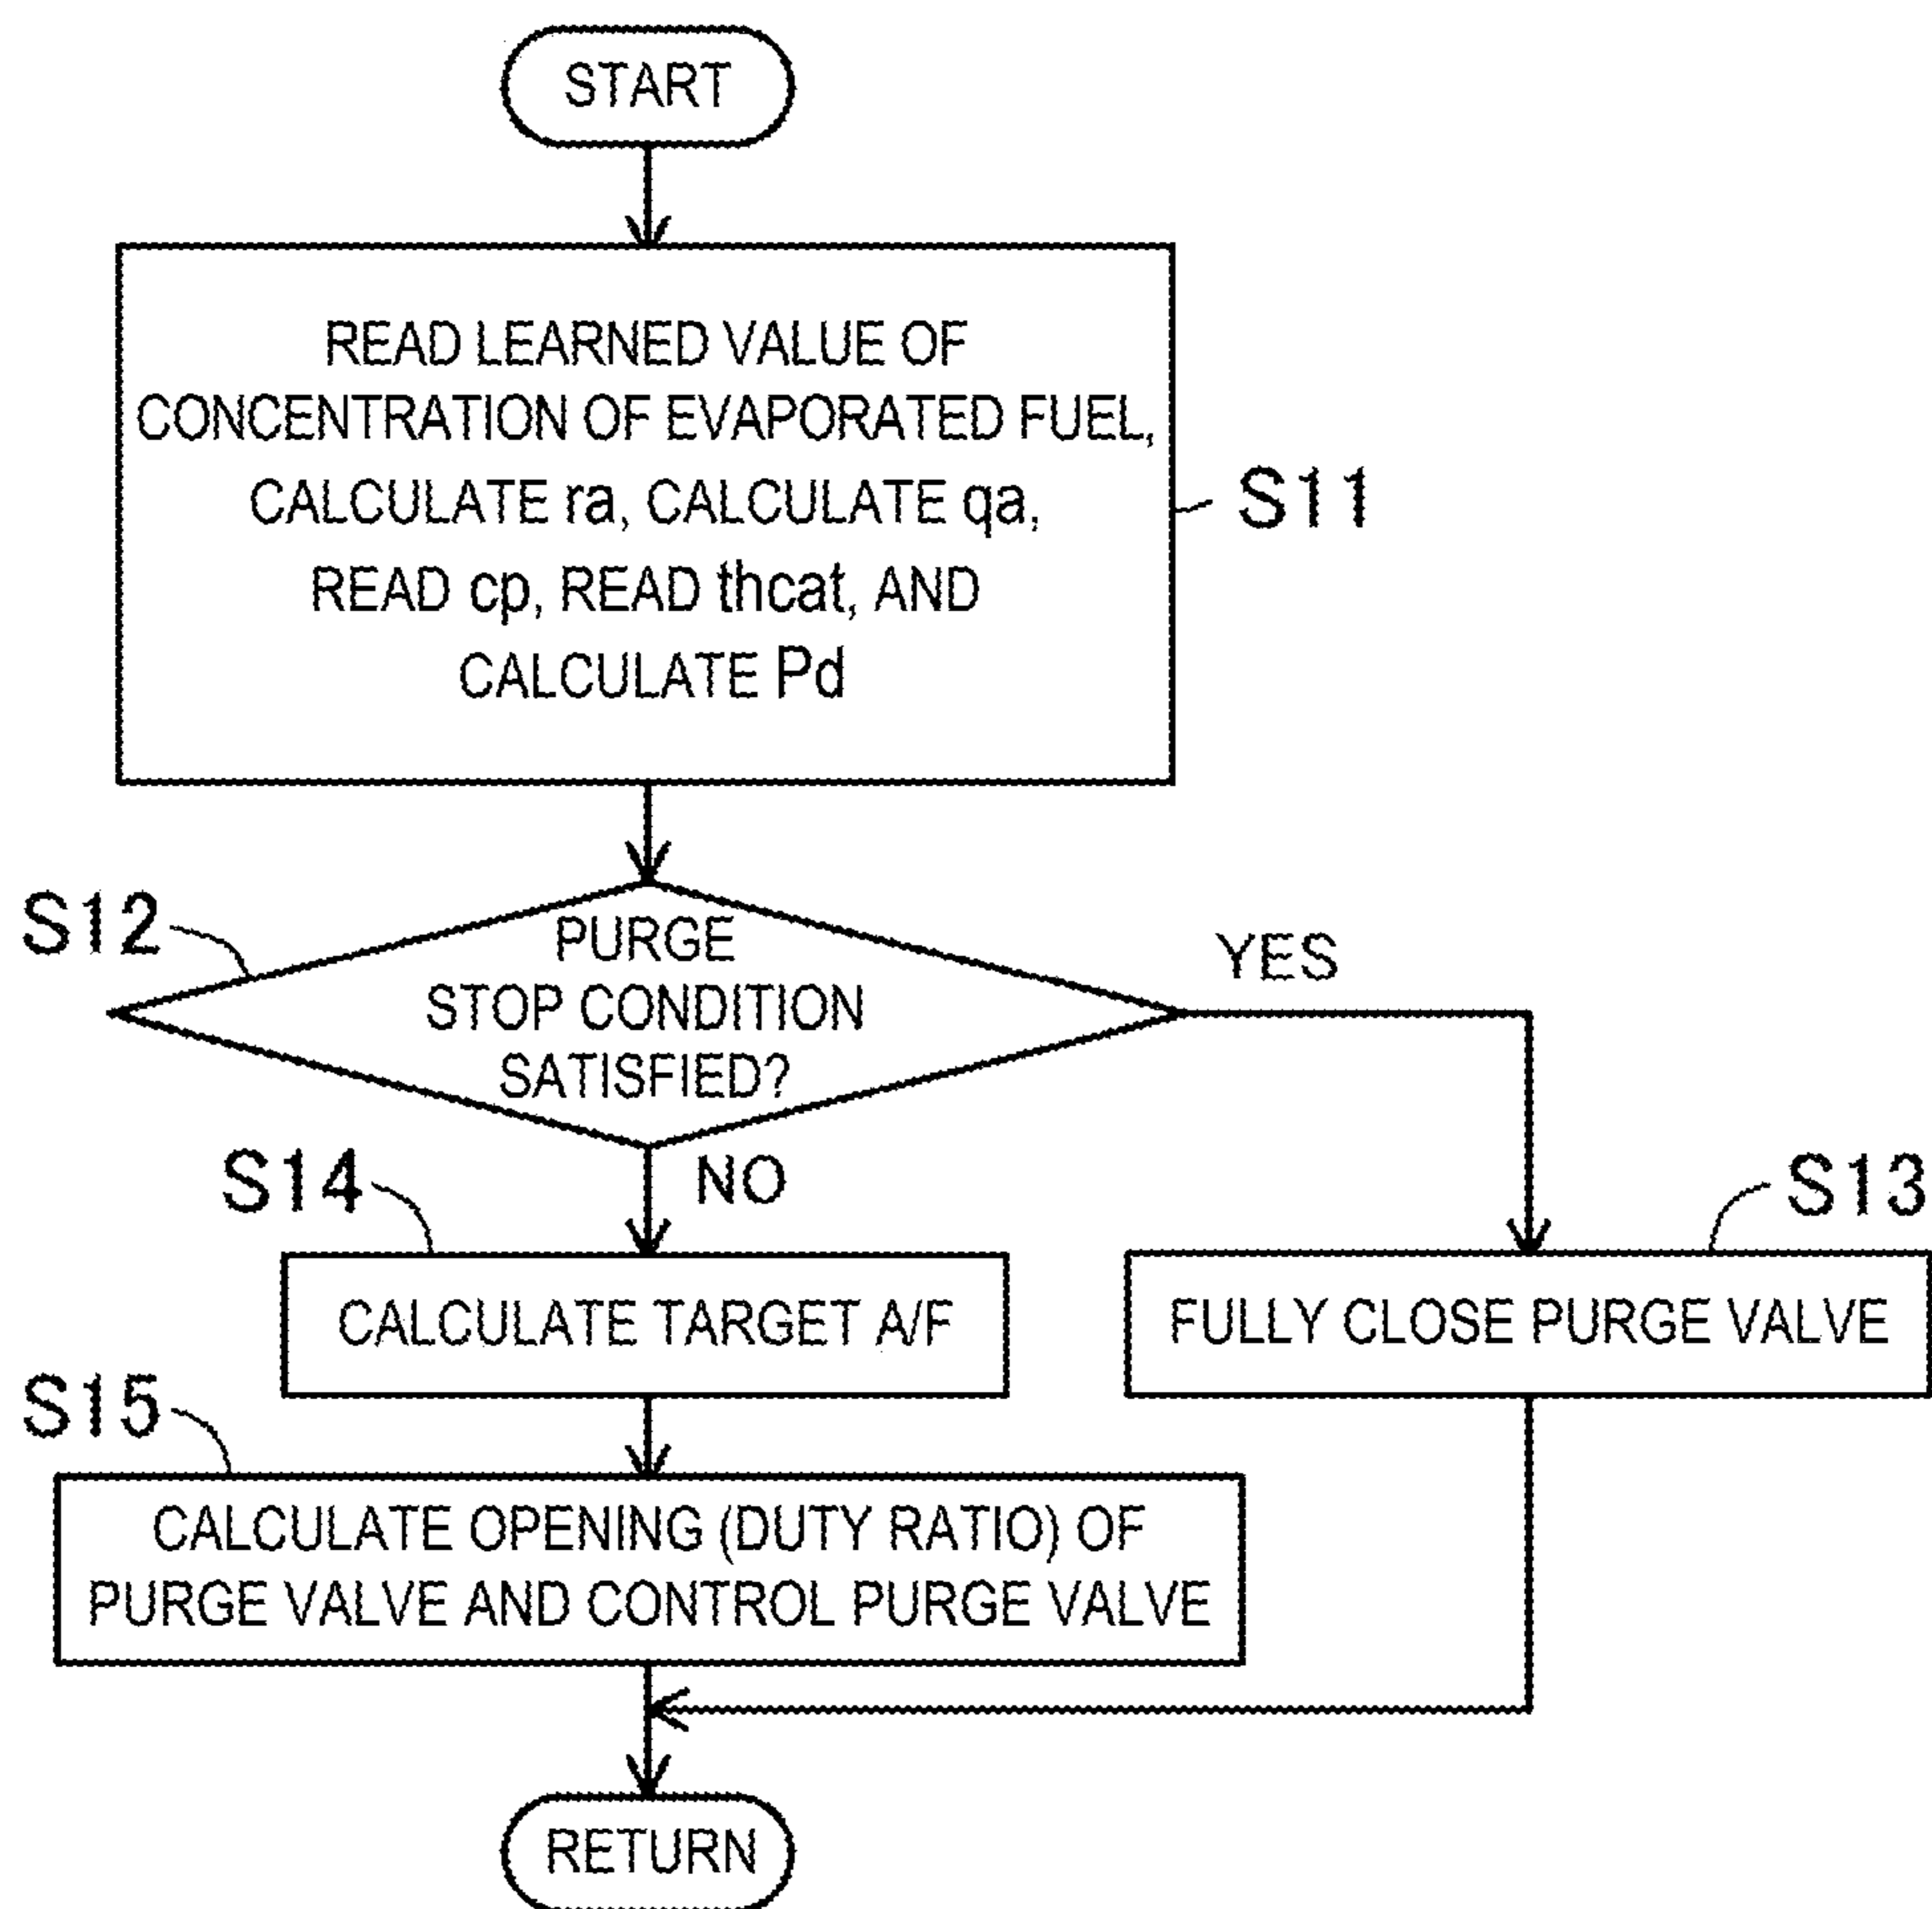 START
READ LEARNED VALUE OF
CONCENTRATION OF EVAPORATED FUEL,
CALCULATE ra, CALCULATE qa,
READ cp, READ thcat, AND
CALCULATE Pd
S11
S12
PURGE
STOP CONDITION
SATISFIED?
YES
NO
S14
CALCULATE TARGET A/F
S13
FULLY CLOSE PURGE VALVE
S15
CALCULATE OPENING (DUTY RATIO) OF
PURGE VALVE AND CONTROL PURGE VALVE
RETURN